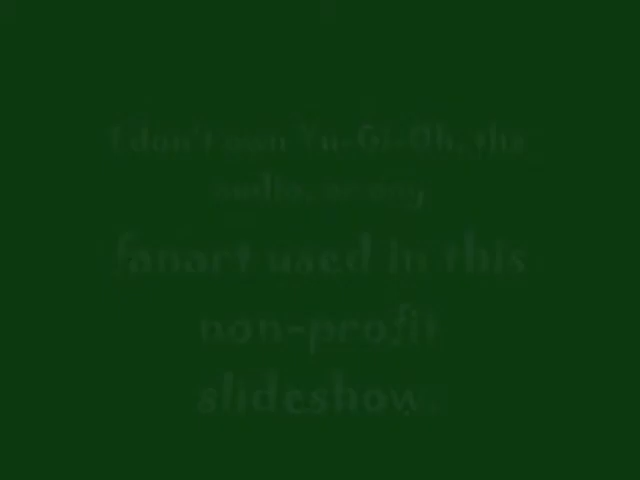 I don't own Yu-Gi-Oh, the
audio, or any
fanart used in this
non-profit
slideshow.